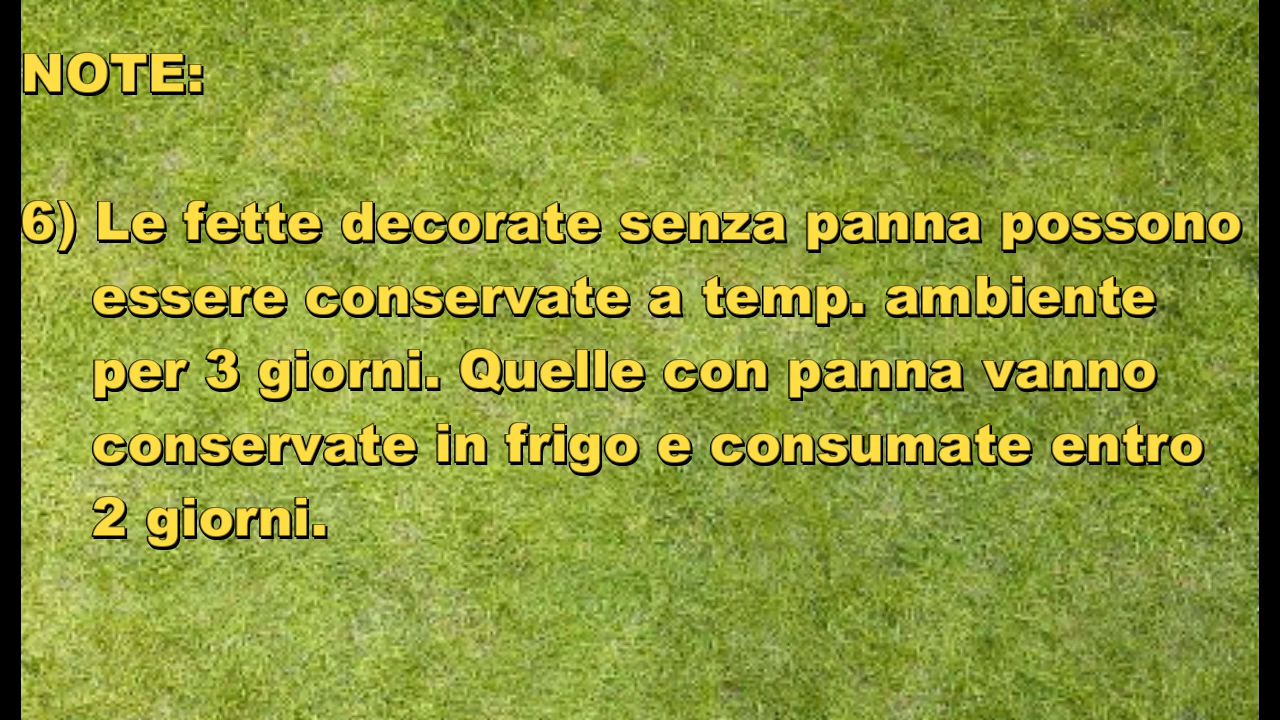 NOTE:
6) Le fette decorate senza panna possono
essere conservate a temp. ambiente
per 3 giorni. Quelle con panna vanno
conservate in frigo e consumate entro
2 giorni.